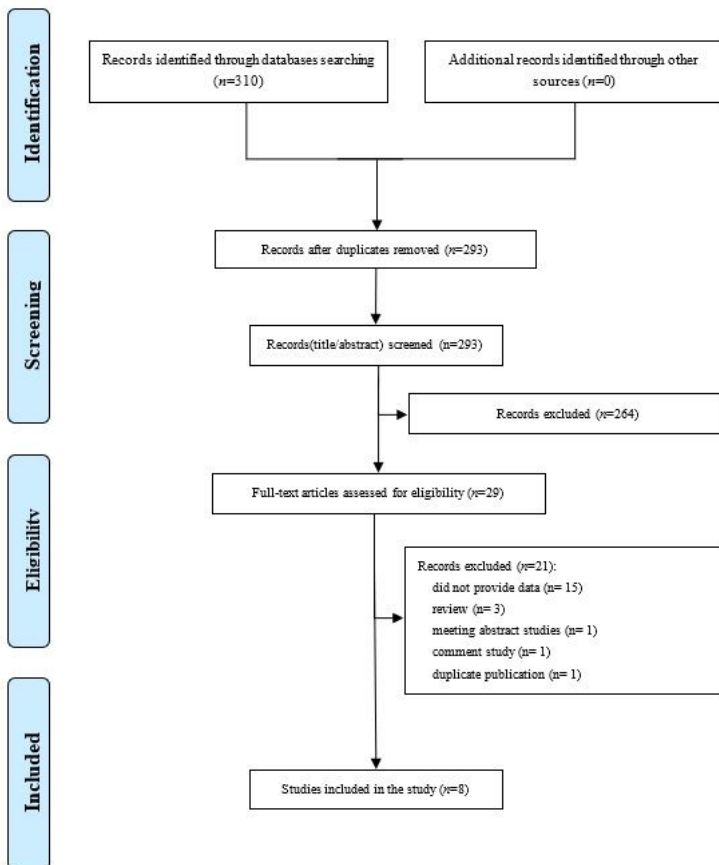 Identification
Records identified through databases searching
(n=310)
Additional records identified through other
sources (n=0)
Screening
Records after duplicates removed (n=293)
Records(title/abstract) screened (n=293)
Records excluded (n=264)
Eligibility
Full-text articles assessed for eligibility (n=29)
Records excluded (n=21):
did not provide data (n= 15)
review (n= 3)
meeting abstract studies (n= 1)
comment study (n= 1)
duplicate publication (n= 1)
Included
Studies included in the study (n=8)